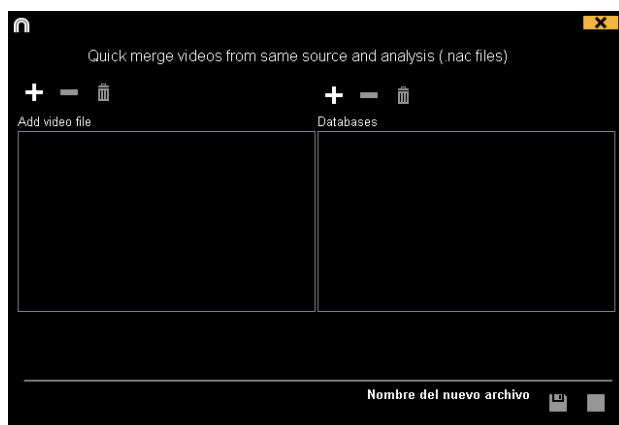 Quick merge videos from same source and analysis (.nac files)
Add video file
Databases
Nombre del nuevo archivo